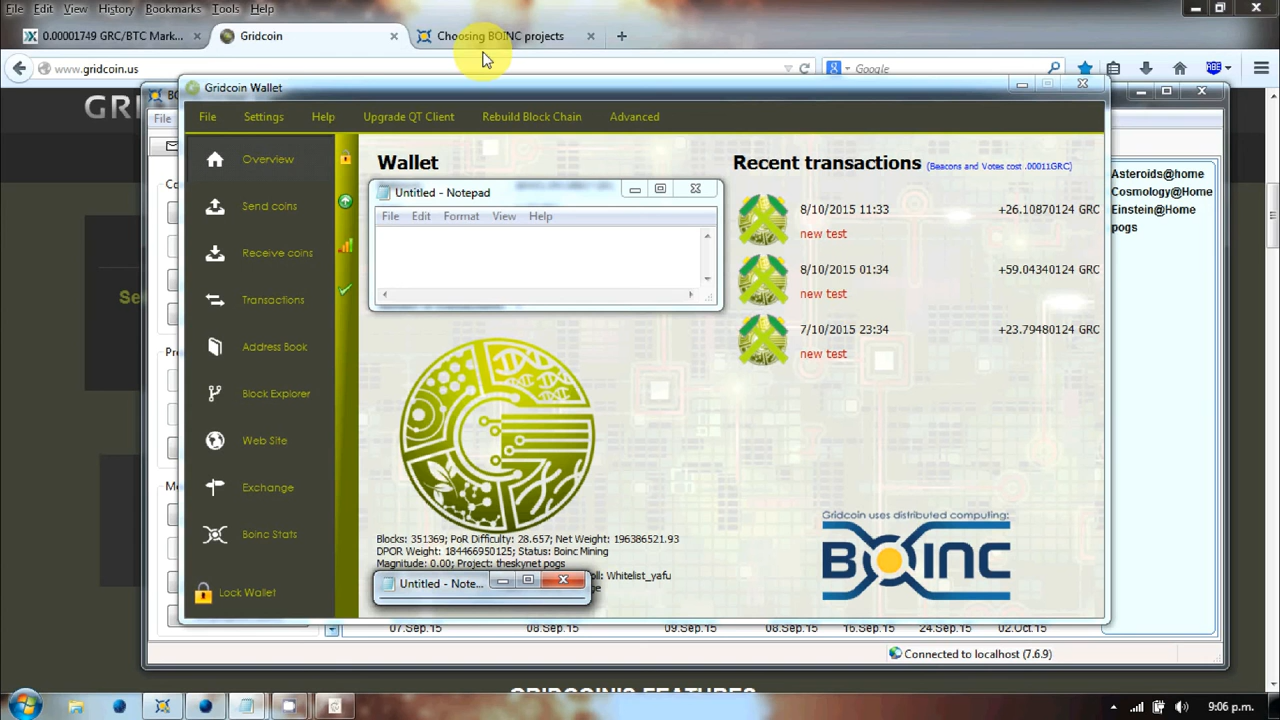 File Edit View History Bookmarks Tools Help
0.00001749 GRC/BTC Mark...
Gridcoin
Choosing BOINC projects
www.gridcoin.us
Google
Gridcoin Wallet
File Settings Help Upgrade QT Client Rebuild Block Chain Advanced
File
Overview
Send coins
Receive coins
Transactions
Address Book
Block Explorer
Web Site
Exchange
Boinc Stats
Lock Wallet
Wallet
Untitled - Notepad
File Edit Format View Help
Blocks: 351369; PoR Difficulty: 28.657; Net Weight: 196386521.93
DPOR Weight: 184466950125; Status: Boinc Mining
Magnitude: 0.00; Project: theskynet pogs
Whitelist_yafu
Untitled - Note...
Recent transactions (Beacons and Votes cost .00011GRC)
8/10/2015 11:33 +26.10870124 GRC
new test
8/10/2015 01:34 +59.04340124 GRC
new test
7/10/2015 23:34 +23.79480124 GRC
new test
Gridcoin uses distributed computing:
BOINC
Asteroids@home
Cosmology@Home
Einstein@Home
pogs
07.Sep.15 08.Sep.15 09.Sep.15 08.Sep.15 16.Sep.15 24.Sep.15 02.Oct.15
Connected to localhost (7.6.9)
GRIDCOIN'S FEATURES
9:06 p.m.